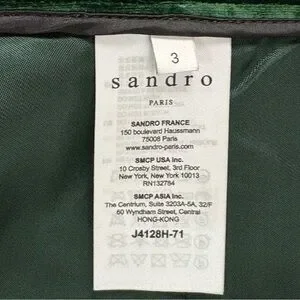 3
sandro
PARIS
SANDRO FRANCE
150 boulevard Haussmann
75008 Paris
www.sandro-paris.com
SMCP USA Inc.
10 Crosby Street, 3rd Floor
New York, New York 10013
RN132784
SMCP ASIA Inc.
The Centrium, Suite 3203A-5A, 32/F
60 Wyndham Street, Central
HONG-KONG
J4128H-71